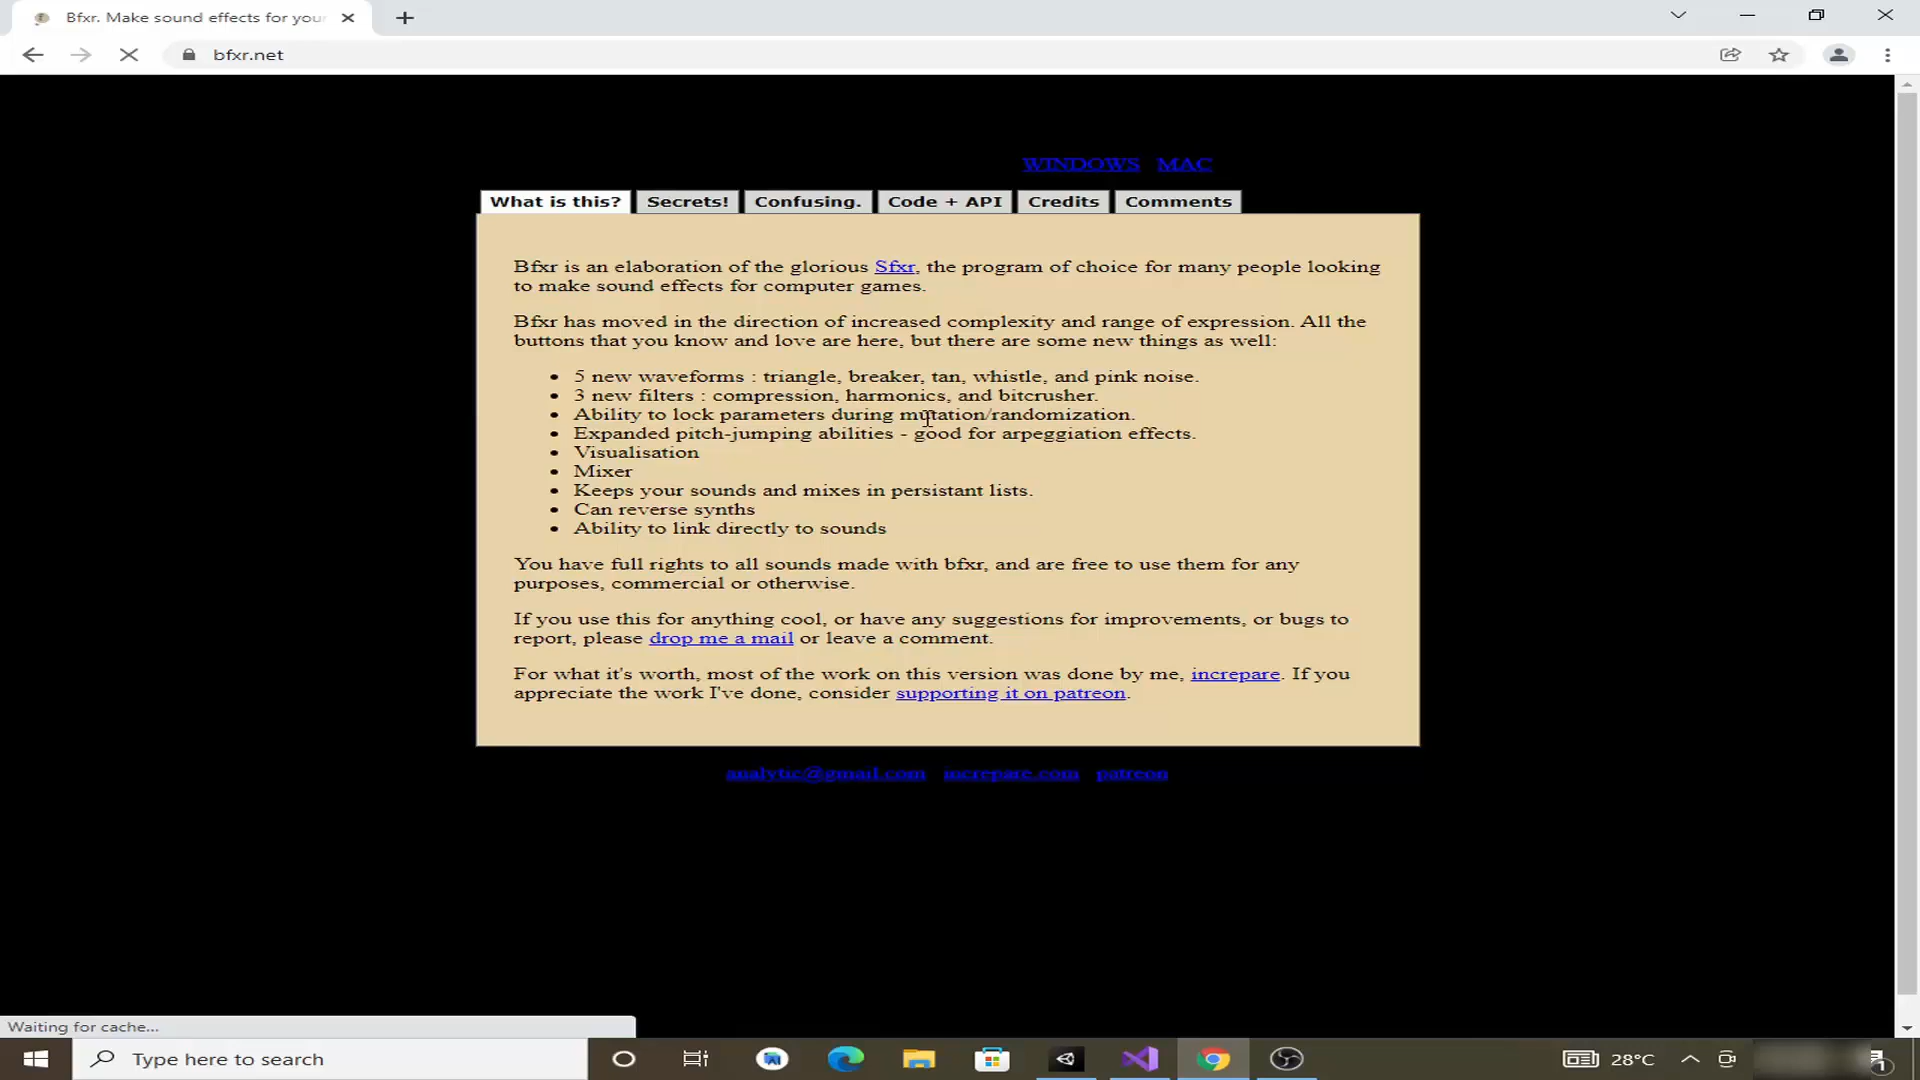 Bfxr. Make sound effects for your
bfxr.net
WINDOWS MAC
What is this? Secrets! Confusing. Code + API Credits Comments
Bfxr is an elaboration of the glorious Sfxr, the program of choice for many people looking
to make sound effects for computer games.
Bfxr has moved in the direction of increased complexity and range of expression. All the
buttons that you know and love are here, but there are some new things as well:
• 5 new waveforms : triangle, breaker, tan, whistle, and pink noise.
• 3 new filters : compression, harmonics, and bitcrusher.
• Ability to lock parameters during mutation/randomization.
• Expanded pitch-jumping abilities - good for arpeggiation effects.
• Visualisation
• Mixer
• Keeps your sounds and mixes in persistant lists.
• Can reverse synths
• Ability to link directly to sounds
You have full rights to all sounds made with bfxr, and are free to use them for any
purposes, commercial or otherwise.
If you use this for anything cool, or have any suggestions for improvements, or bugs to
report, please drop me a mail or leave a comment.
For what it's worth, most of the work on this version was done by me, increpare. If you
appreciate the work I've done, consider supporting it on patreon.
analytic@gmail.com increpare.com patreon
Waiting for cache...
Type here to search
28°C
1